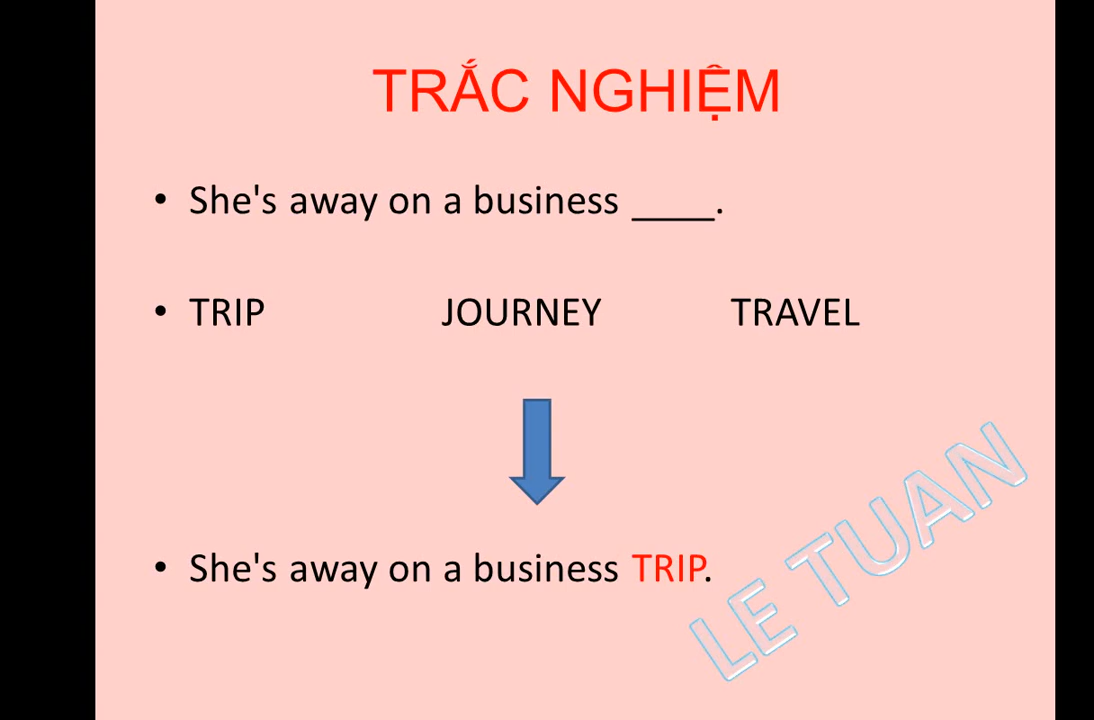 TRẮC NGHIỆM
• She's away on a business ____.
• TRIP JOURNEY TRAVEL
• She's away on a business TRIP.
LE TUAN